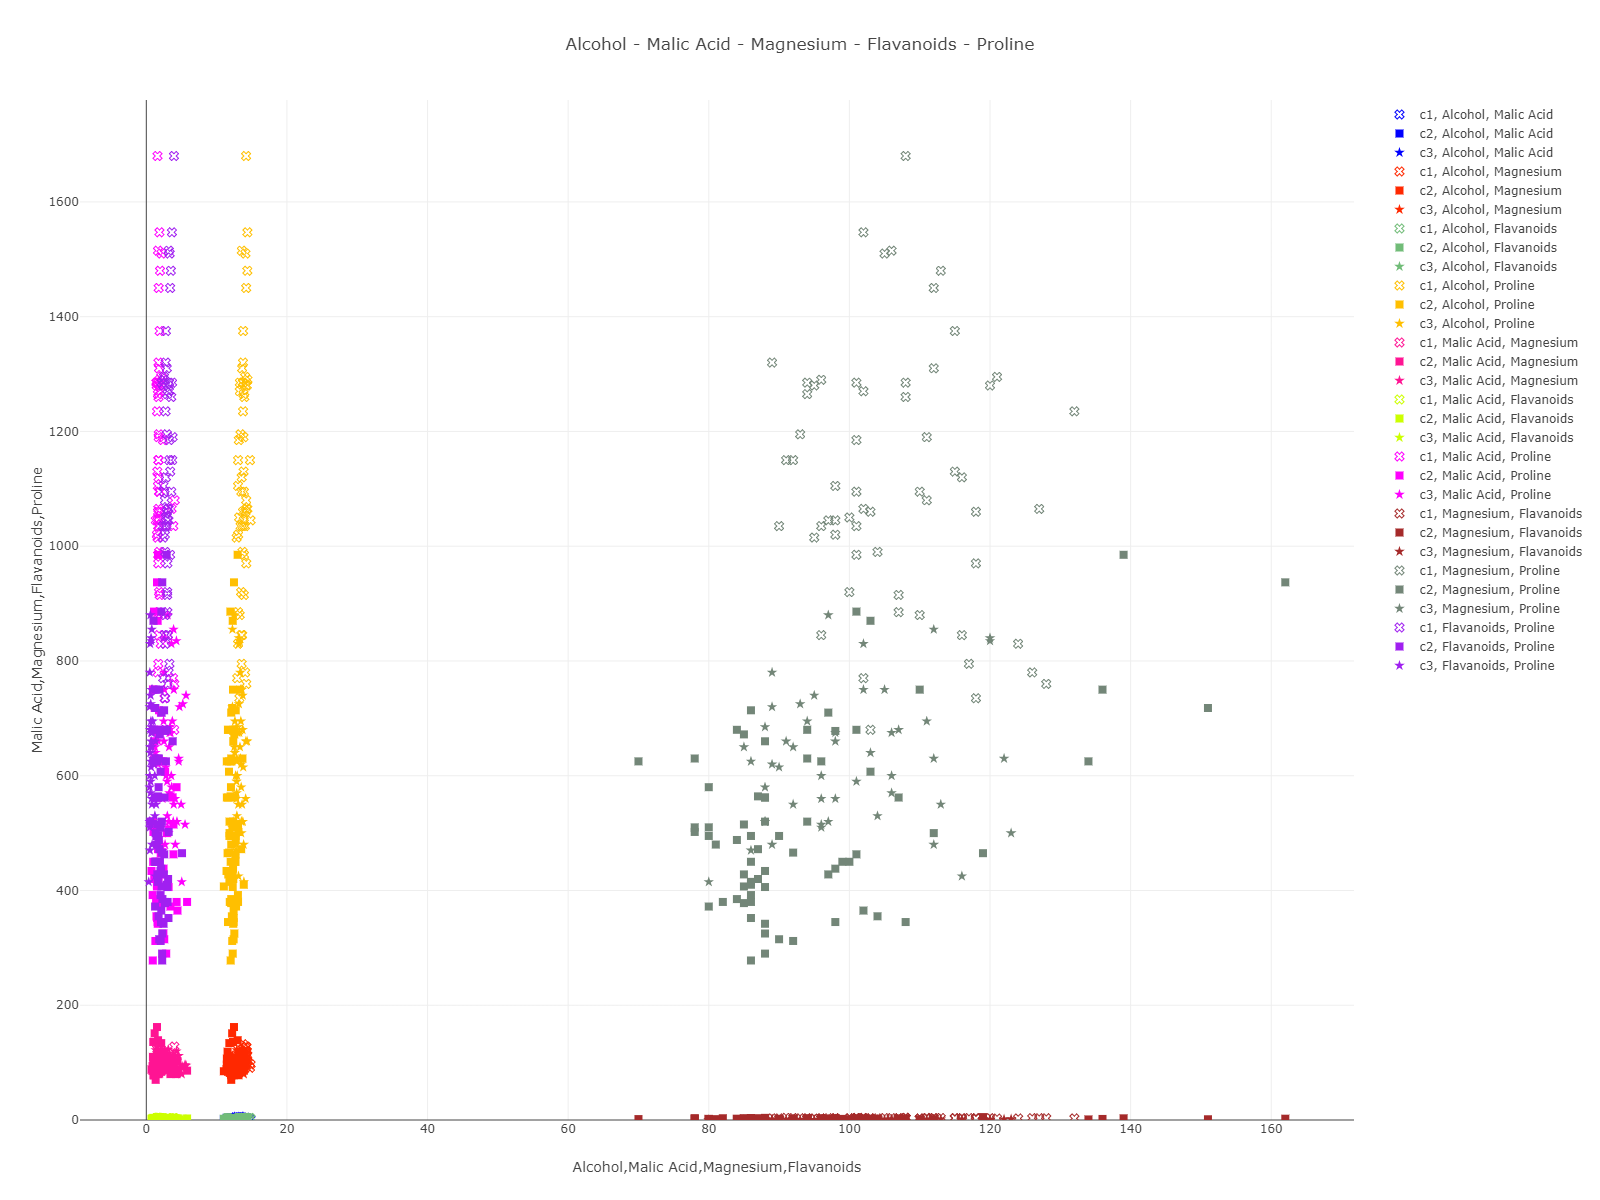 Alcohol - Malic Acid - Magnesium - Flavanoids - Proline
Malic Acid,Magnesium,Flavanoids,Proline
1600
1400
1200
1000
800
600
400
200
0
0 20 40 60 80 100 120 140 160
Alcohol,Malic Acid,Magnesium,Flavanoids
c1, Alcohol, Malic Acid
c2, Alcohol, Malic Acid
c3, Alcohol, Malic Acid
c1, Alcohol, Magnesium
c2, Alcohol, Magnesium
c3, Alcohol, Magnesium
c1, Alcohol, Flavanoids
c2, Alcohol, Flavanoids
c3, Alcohol, Flavanoids
c1, Alcohol, Proline
c2, Alcohol, Proline
c3, Alcohol, Proline
c1, Malic Acid, Magnesium
c2, Malic Acid, Magnesium
c3, Malic Acid, Magnesium
c1, Malic Acid, Flavanoids
c2, Malic Acid, Flavanoids
c3, Malic Acid, Flavanoids
c1, Malic Acid, Proline
c2, Malic Acid, Proline
c3, Malic Acid, Proline
c1, Magnesium, Flavanoids
c2, Magnesium, Flavanoids
c3, Magnesium, Flavanoids
c1, Magnesium, Proline
c2, Magnesium, Proline
c3, Magnesium, Proline
c1, Flavanoids, Proline
c2, Flavanoids, Proline
c3, Flavanoids, Proline